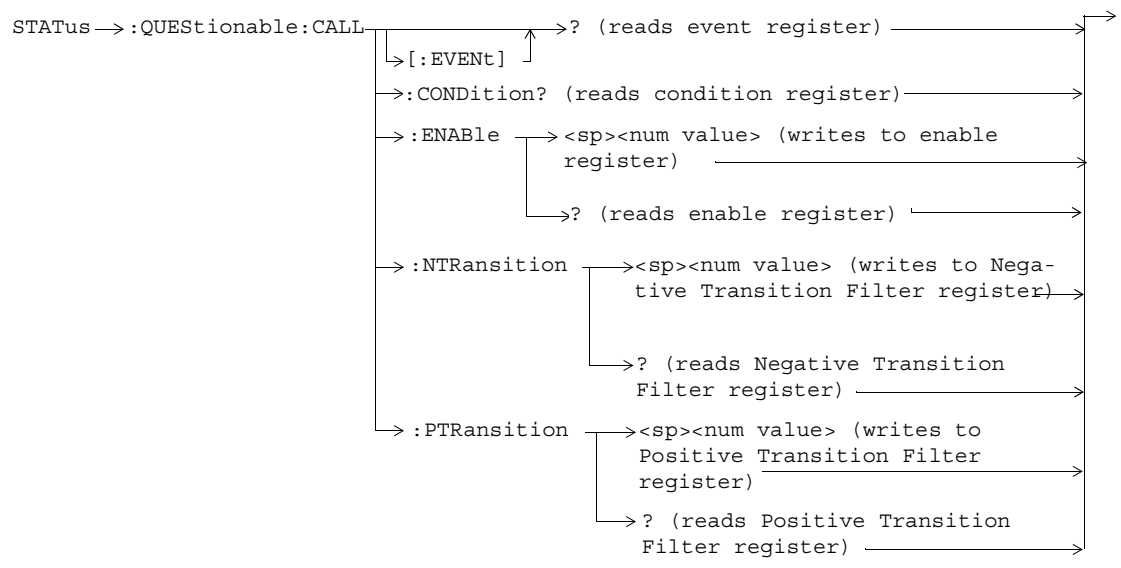 STATus :QUEStionable:CALL ? (reads event register)
[:EVENt]
:CONDition? (reads condition register)
:ENABle <sp><num value> (writes to enable
register)
? (reads enable register)
:NTRansition <sp><num value> (writes to Nega-
tive Transition Filter register)
? (reads Negative Transition
Filter register)
:PTRansition <sp><num value> (writes to
Positive Transition Filter
register)
? (reads Positive Transition
Filter register)